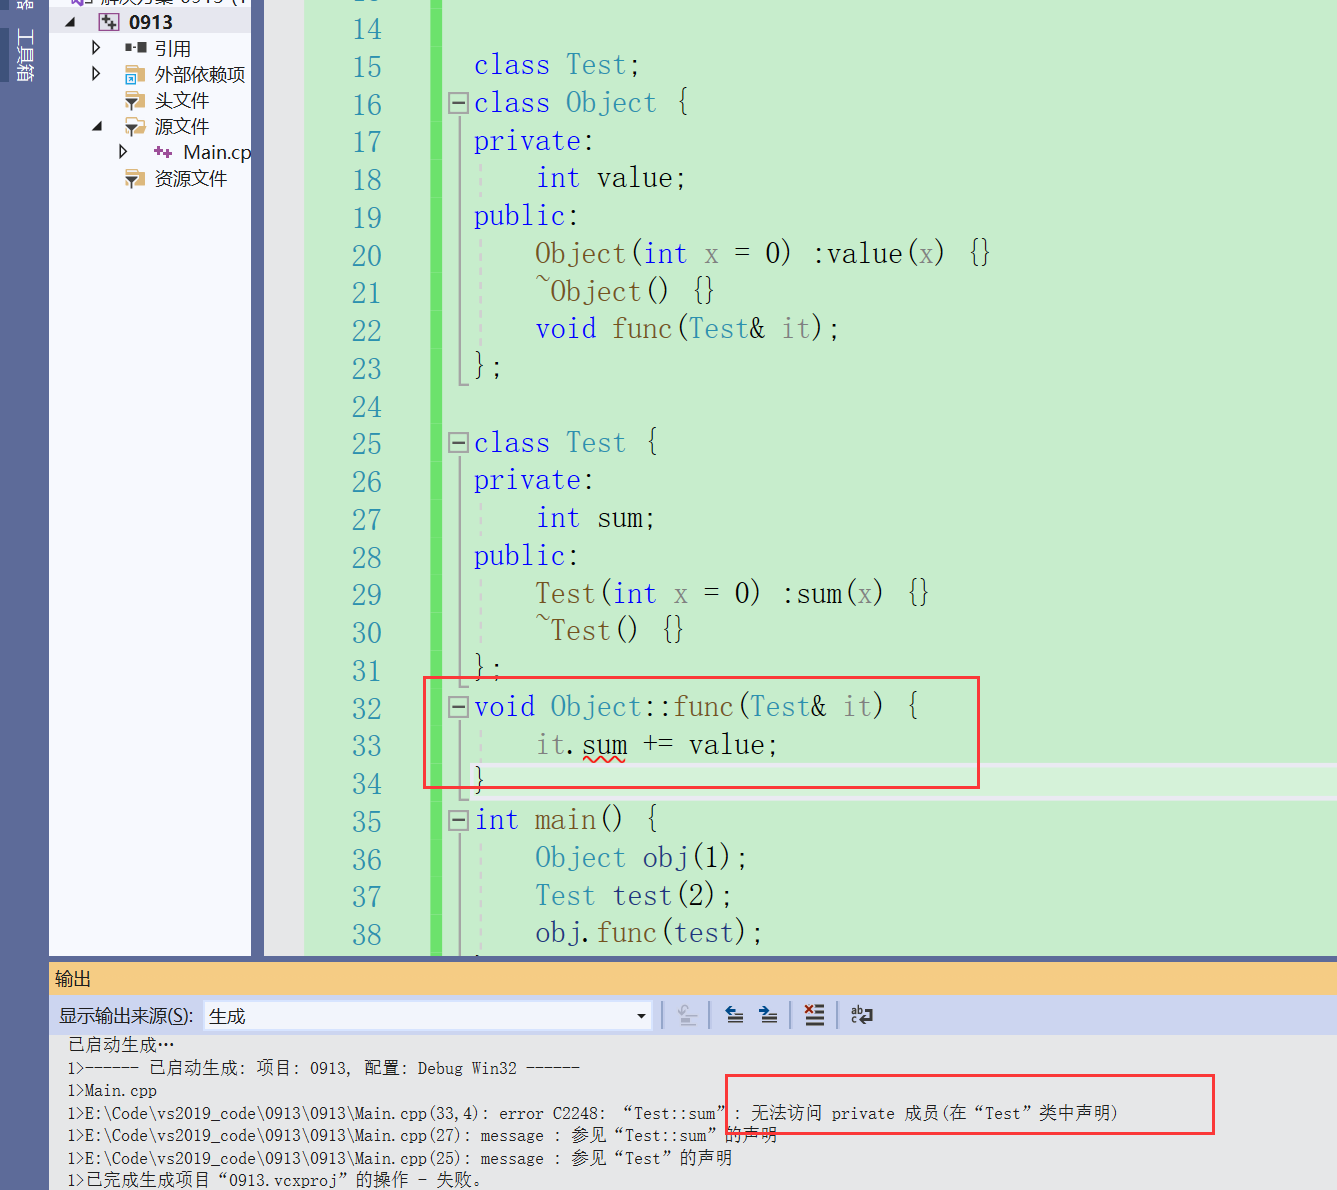 工具箱
0913
引用
外部依赖项
头文件
源文件
Main.cp
资源文件
14
15 class Test;
16 class Object {
17 private:
18 int value;
19 public:
20 Object(int x = 0) :value(x) {}
21 ~Object() {}
22 void func(Test& it);
23 };
24
25 class Test {
26 private:
27 int sum;
28 public:
29 Test(int x = 0) :sum(x) {}
30 ~Test() {}
31 };
32 void Object::func(Test& it) {
33 it.sum += value;
34 }
35 int main() {
36 Object obj(1);
37 Test test(2);
38 obj.func(test);
输出
显示输出来源(S): 生成
已启动生成…
1>------ 已启动生成: 项目: 0913, 配置: Debug Win32 ------
1>Main.cpp
1>E:\Code\vs2019_code\0913\0913\Main.cpp(33,4): error C2248: “Test::sum”: 无法访问 private 成员(在“Test”类中声明)
1>E:\Code\vs2019_code\0913\0913\Main.cpp(27): message : 参见“Test::sum”的声明
1>E:\Code\vs2019_code\0913\0913\Main.cpp(25): message : 参见“Test”的声明
1>已完成生成项目“0913.vcxproj”的操作 - 失败。